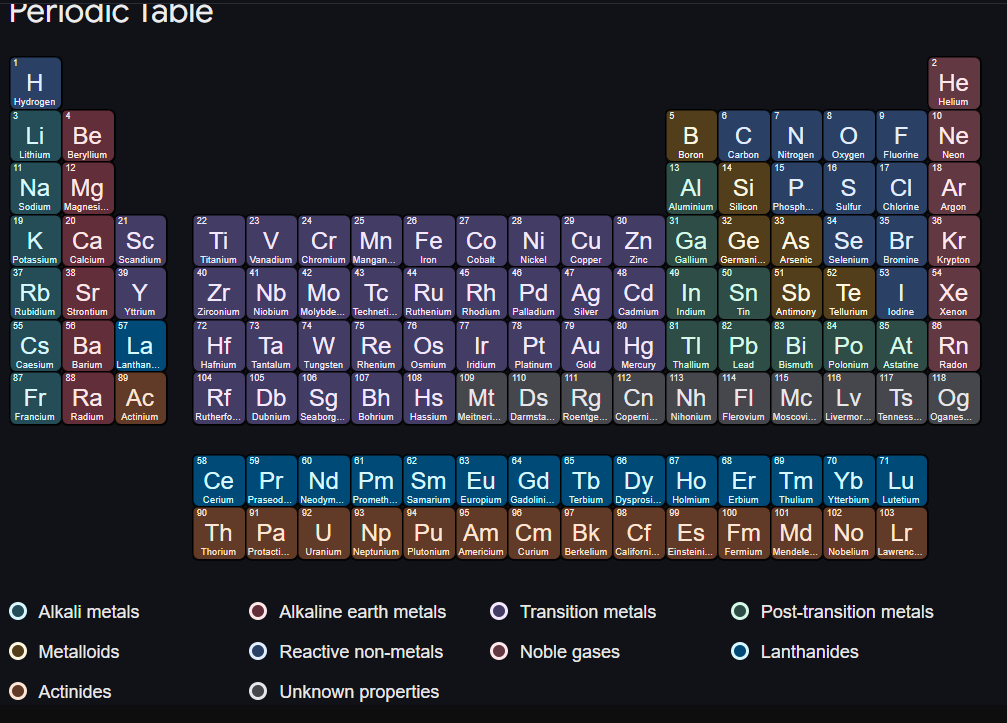 Periodic Table
1 2
H He
Hydrogen Helium
3 4 5 6 7 8 9 10
Li Be B C N O F Ne
Lithium Beryllium Boron Carbon Nitrogen Oxygen Fluorine Neon
11 12 13 14 15 16 17 18
Na Mg Al Si P S Cl Ar
Sodium Magnesi... Aluminium Silicon Phosph... Sulfur Chlorine Argon
19 20 21 22 23 24 25 26 27 28 29 30 31 32 33 34 35 36
K Ca Sc Ti V Cr Mn Fe Co Ni Cu Zn Ga Ge As Se Br Kr
Potassium Calcium Scandium Titanium Vanadium Chromium Mangan... Iron Cobalt Nickel Copper Zinc Gallium Germani... Arsenic Selenium Bromine Krypton
37 38 39 40 41 42 43 44 45 46 47 48 49 50 51 52 53 54
Rb Sr Y Zr Nb Mo Tc Ru Rh Pd Ag Cd In Sn Sb Te I Xe
Rubidium Strontium Yttrium Zirconium Niobium Molybde... Techneti... Ruthenium Rhodium Palladium Silver Cadmium Indium Tin Antimony Tellurium Iodine Xenon
55 56 57 72 73 74 75 76 77 78 79 80 81 82 83 84 85 86
Cs Ba La Hf Ta W Re Os Ir Pt Au Hg Tl Pb Bi Po At Rn
Caesium Barium Lanthan... Hafnium Tantalum Tungsten Rhenium Osmium Iridium Platinum Gold Mercury Thallium Lead Bismuth Polonium Astatine Radon
87 88 89 104 105 106 107 108 109 110 111 112 113 114 115 116 117 118
Fr Ra Ac Rf Db Sg Bh Hs Mt Ds Rg Cn Nh Fl Mc Lv Ts Og
Francium Radium Actinium Rutherfo... Dubnium Seaborg... Bohrium Hassium Meitneri... Darmsta... Roentge... Coperni... Nihonium Flerovium Moscovi... Livermor... Tenness... Oganes...
58 59 60 61 62 63 64 65 66 67 68 69 70 71
Ce Pr Nd Pm Sm Eu Gd Tb Dy Ho Er Tm Yb Lu
Cerium Praseod... Neodym... Prometh... Samarium Europium Gadolini... Terbium Dysprosi... Holmium Erbium Thulium Ytterbium Lutetium
90 91 92 93 94 95 96 97 98 99 100 101 102 103
Th Pa U Np Pu Am Cm Bk Cf Es Fm Md No Lr
Thorium Protacti... Uranium Neptunium Plutonium Americium Curium Berkelium Californi... Einsteini... Fermium Mendele... Nobelium Lawrenc...
Alkali metals Alkaline earth metals Transition metals Post-transition metals
Metalloids Reactive non-metals Noble gases Lanthanides
Actinides Unknown properties